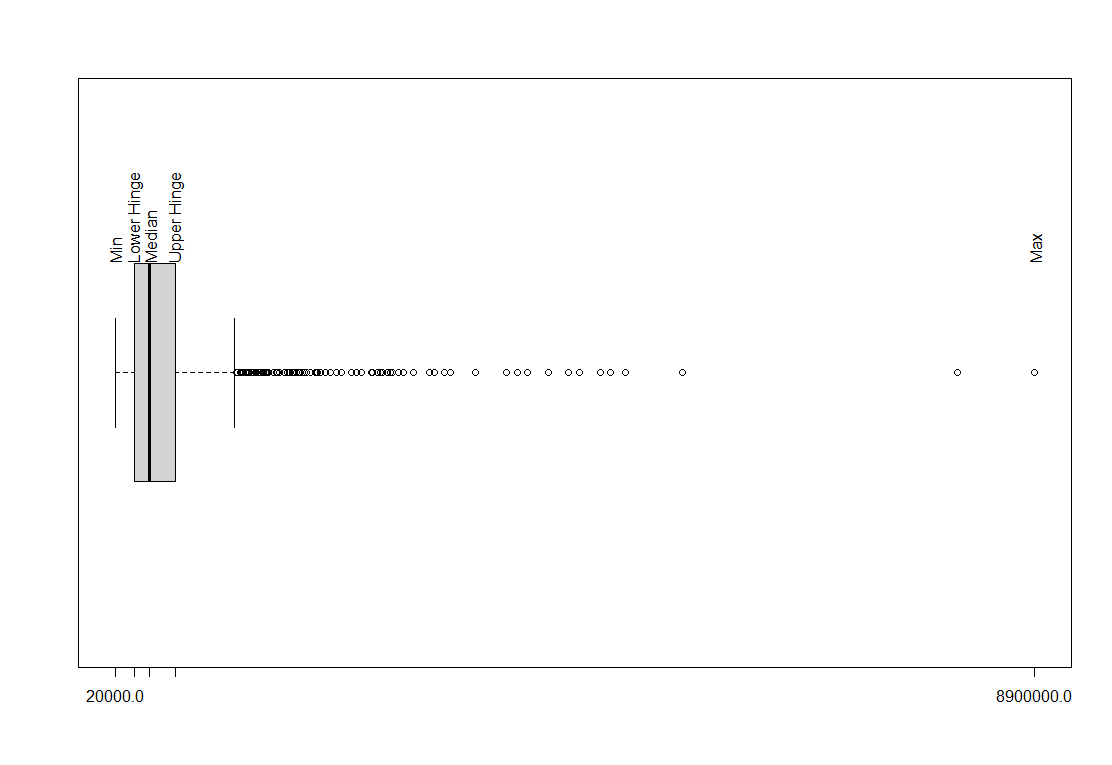 Min
Lower Hinge
Median
Upper Hinge
Max
20000.0
8900000.0